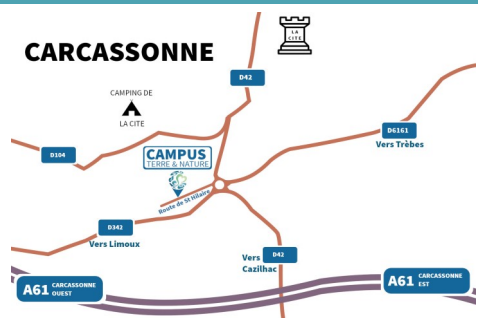 LA
CITE
CARCASSONNE
D42
CAMPING DE
LA CITE
D6161
Vers Trèbes
D104
CAMPUS
TERRE & NATURE
Route de St Hilaire
D342
Vers Limoux
Vers
Cazilhac
D42
A61 CARCASSONNE
OUEST
A61 CARCASSONNE
EST